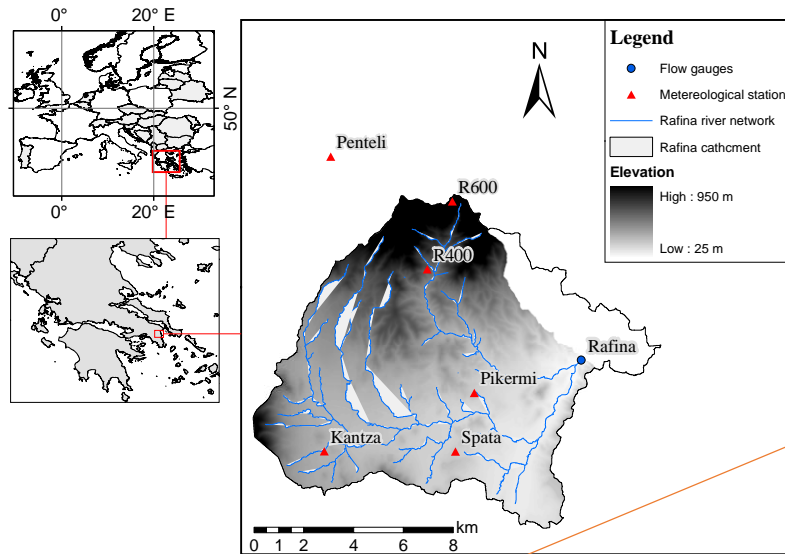 0°
20° E
50° N
0°
20° E
N
Penteli
R600
R400
Rafina
Pikermi
Kantza
Spata
km
0 1 2 4 6 8
Legend
Flow gauges
Metereological station
Rafina river network
Rafina cathcment
Elevation
High : 950 m
Low : 25 m